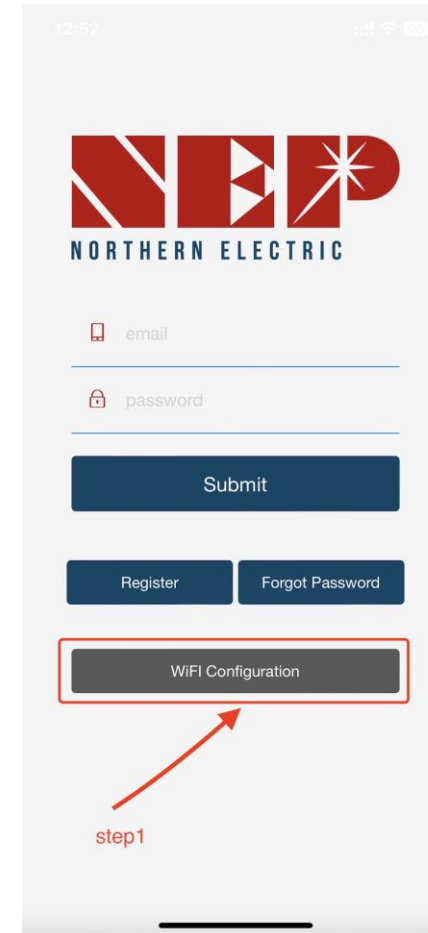 12:52
NEP
NORTHERN ELECTRIC
email
password
Submit
Register Forgot Password
WiFI Configuration
step1